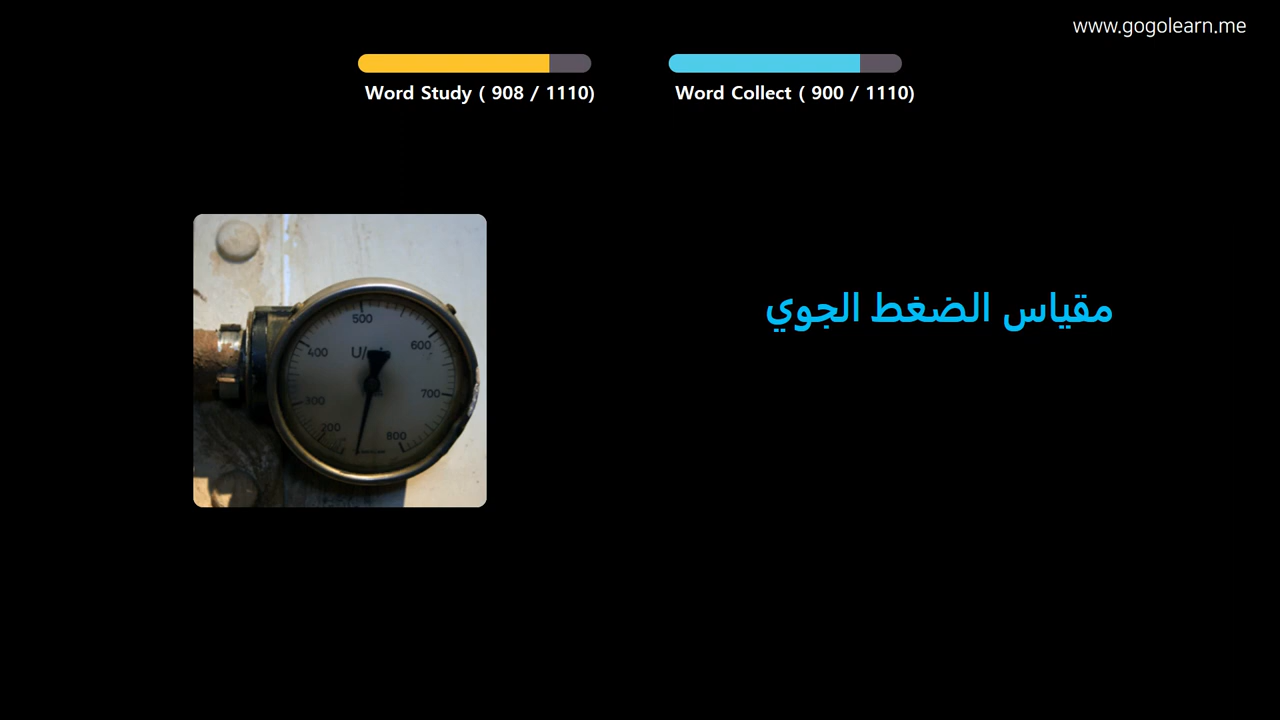 www.gogolearn.me
Word Study ( 908 / 1110)
Word Collect ( 900 / 1110)
مقياس الضغط الجوي
500
400
600
700
300
200
800